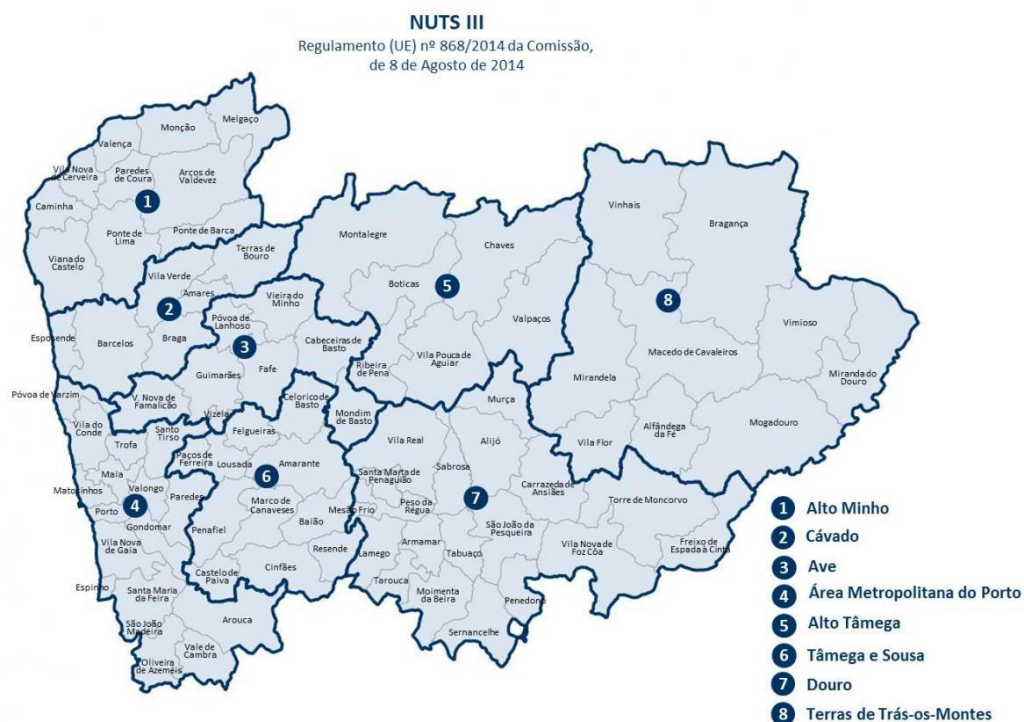 NUTS III
Regulamento (UE) nº 868/2014 da Comissão,
de 8 de Agosto de 2014
Melgaço
Monção
Valença
Vila Nova
de Cerveira
Paredes
de Coura
Arcos de
Valdevez
1
Caminha
Ponte de
Lima
Ponte de Barca
Viana do
Castelo
Terras de
Bouro
Vila Verde
Amares
2
Esposende
Barcelos
Braga
Vieira do
Minho
Póvoa de
Lanhoso
3
Cabeceiras de
Basto
Guimarães
Fafe
V. Nova de
Famalicão
Vizela
Póvoa de Varzim
Vila do
Conde
Trofa
Santo
Tirso
Maia
Matosinhos
Valongo
Paredes
4
Porto
Gondomar
Vila Nova
de Gaia
Espinho
Santa Maria
da Feira
São João
Madeira
Arouca
Vale de
Cambra
Oliveira
de Azeméis
Montalegre
Chaves
Boticas
5
Valpaços
Vila Pouca de
Aguiar
Ribeira
de Pena
Celorico de
Basto
Mondim
de Basto
Felgueiras
Paços de
Ferreira
Lousada
Amarante
6
Marco de
Canaveses
Baião
Penafiel
Resende
Cinfães
Castelo de
Paiva
Murça
Vila Real
Alijó
Sabrosa
Santa Marta de
Penaguião
Mesão Frio
Peso da
Régua
7
Carrazeda de
Ansiães
Torre de Moncorvo
São João da
Pesqueira
Armamar
Lamego
Tabuaço
Vila Nova de
Foz Côa
Freixo de
Espada à Cinta
Tarouca
Moimenta
da Beira
Penedono
Sernancelhe
Vinhais
Bragança
8
Vimioso
Macedo de Cavaleiros
Mirandela
Miranda do
Douro
Mogadouro
Alfândega
da Fé
Vila Flor
1 Alto Minho
2 Cávado
3 Ave
4 Área Metropolitana do Porto
5 Alto Tâmega
6 Tâmega e Sousa
7 Douro
8 Terras de Trás-os-Montes